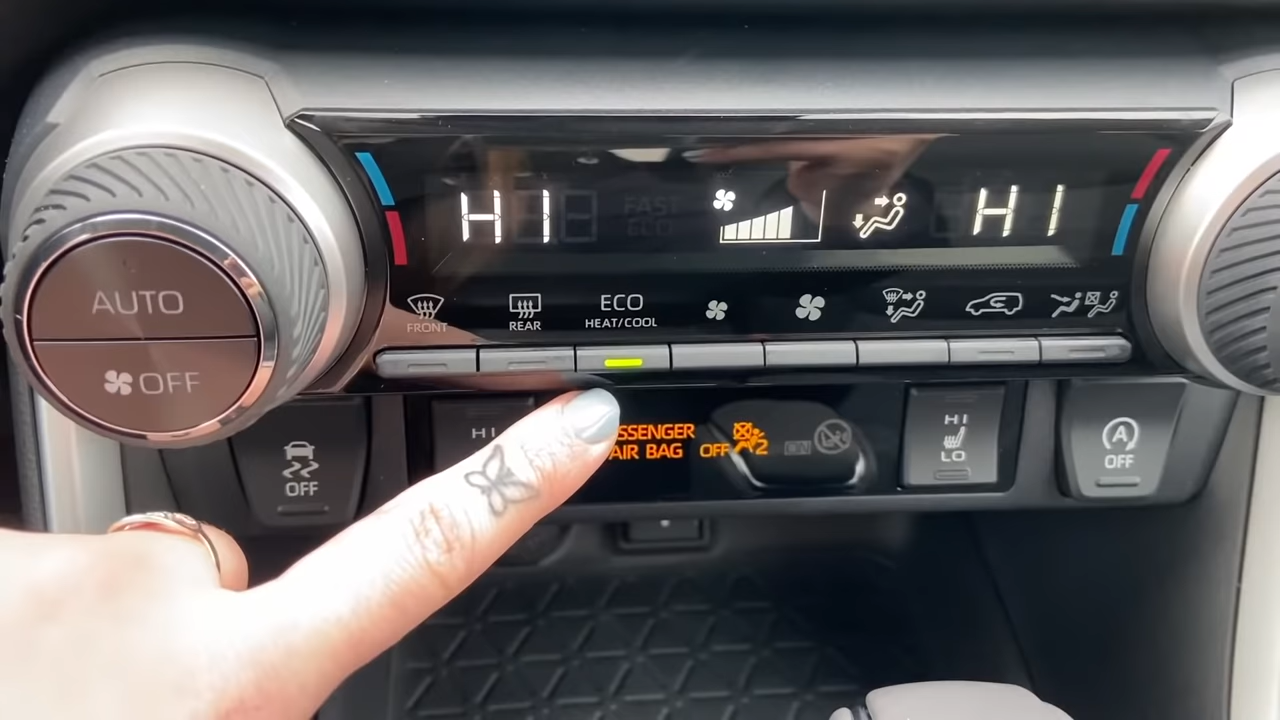 HI
FAST
ECO
HI
AUTO
OFF
FRONT
REAR
ECO
HEAT/COOL
OFF
HI
SSENGER
AIR BAG OFF 2 ON
HI
LO
A
OFF